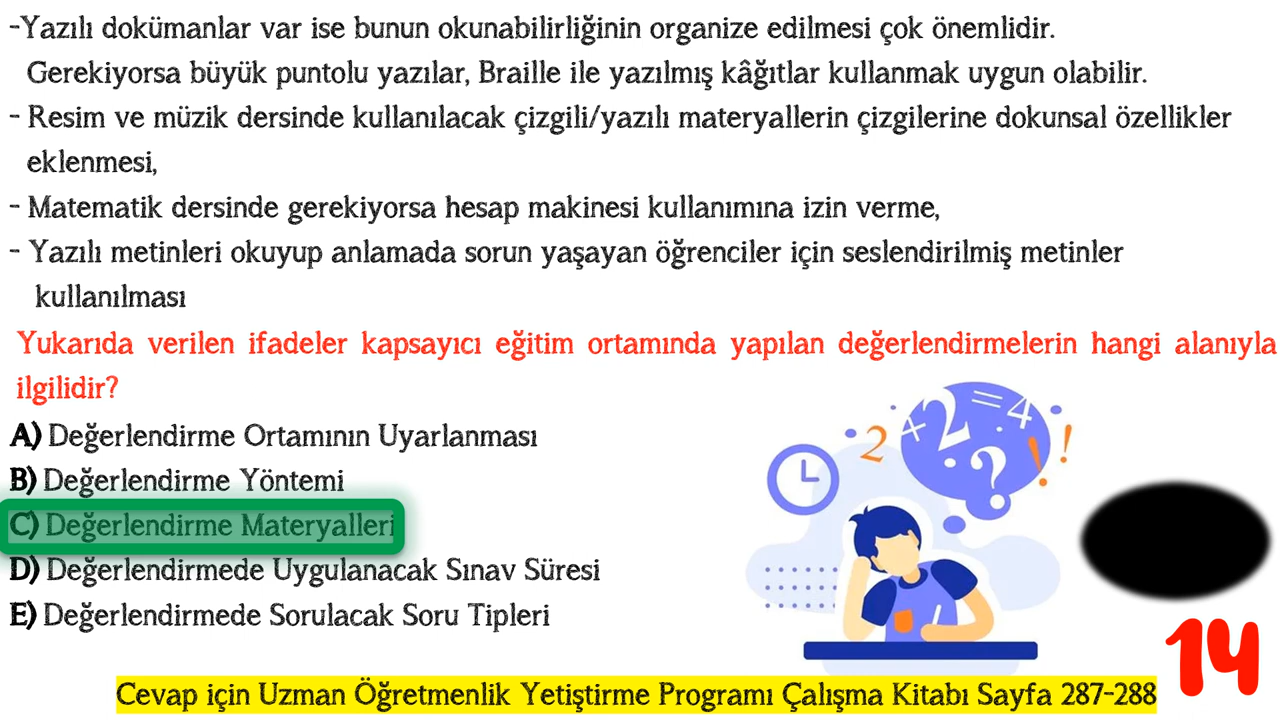 -Yazılı dokümanlar var ise bunun okunabilirliğinin organize edilmesi çok önemlidir.
Gerekiyorsa büyük puntolu yazılar, Braille ile yazılmış kâğıtlar kullanmak uygun olabilir.
- Resim ve müzik dersinde kullanılacak çizgili/yazılı materyallerin çizgilerine dokunsal özellikler
eklenmesi,
- Matematik dersinde gerekiyorsa hesap makinesi kullanımına izin verme,
- Yazılı metinleri okuyup anlamada sorun yaşayan öğrenciler için seslendirilmiş metinler
kullanılması
Yukarıda verilen ifadeler kapsayıcı eğitim ortamında yapılan değerlendirmelerin hangi alanıyla
ilgilidir?
A) Değerlendirme Ortamının Uyarlanması
B) Değerlendirme Yöntemi
C) Değerlendirme Materyalleri
D) Değerlendirmede Uygulanacak Sınav Süresi
E) Değerlendirmede Sorulacak Soru Tipleri
2 × 2 = 4
? ! !
14
Cevap için Uzman Öğretmenlik Yetiştirme Programı Çalışma Kitabı Sayfa 287-288